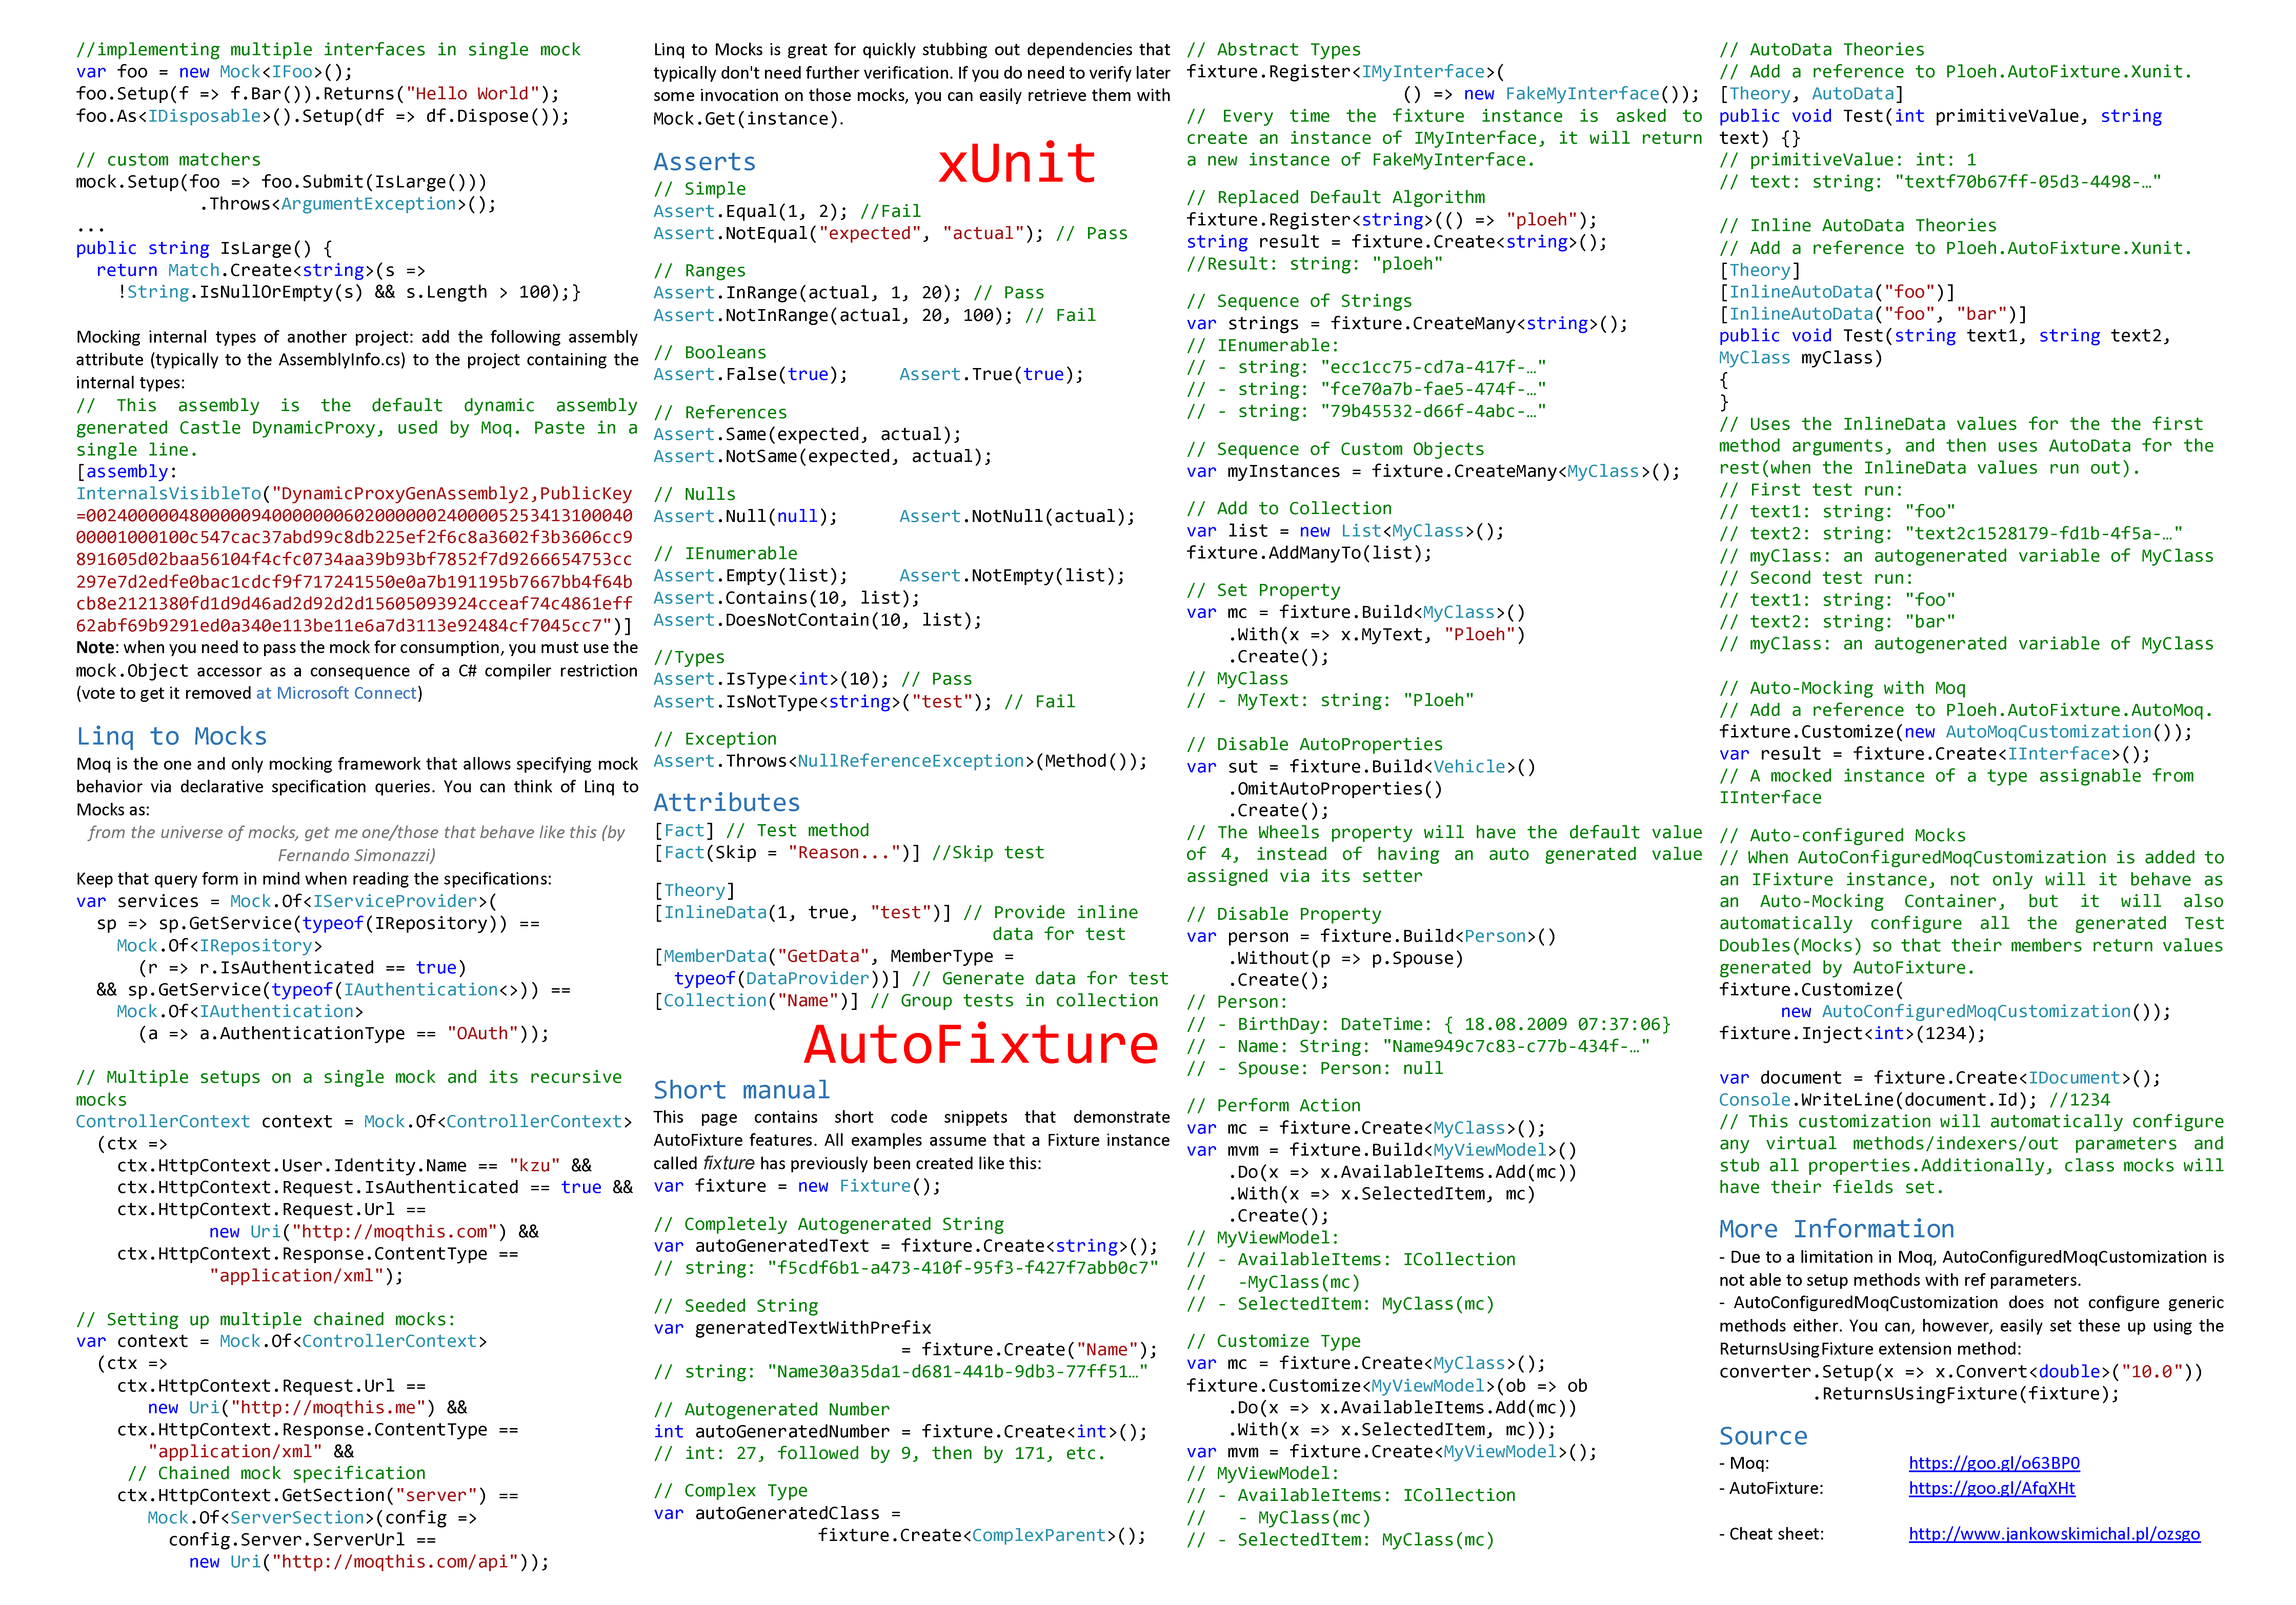 //implementing multiple interfaces in single mock
var foo = new Mock<IFoo>();
foo.Setup(f => f.Bar()).Returns("Hello World");
foo.As<IDisposable>().Setup(df => df.Dispose());
// custom matchers
mock.Setup(foo => foo.Submit(IsLarge()))
.Throws<ArgumentException>();
...
public string IsLarge() {
return Match.Create<string>(s =>
!String.IsNullOrEmpty(s) && s.Length > 100);}
Mocking internal types of another project: add the following assembly
attribute (typically to the AssemblyInfo.cs) to the project containing the
internal types:
// This assembly is the default dynamic assembly
generated Castle DynamicProxy, used by Moq. Paste in a
single line.
[assembly:
InternalsVisibleTo("DynamicProxyGenAssembly2,PublicKey
=00240000048000009400000006020000002400005253413100040
00001000100c547cac37abd99c8db225ef2f6c8a3602f3b3606cc9
891605d02baa56104f4cfc0734aa39b93bf7852f7d9266654753cc
297e7d2edfe0bac1cdcf9f717241550e0a7b191195b7667bb4f64b
cb8e2121380fd1d9d46ad2d92d2d15605093924cceaf74c4861eff
62abf69b9291ed0a340e113be11e6a7d3113e92484cf7045cc7")]
Note: when you need to pass the mock for consumption, you must use the
mock.Object accessor as a consequence of a C# compiler restriction
(vote to get it removed at Microsoft Connect)
Linq to Mocks
Moq is the one and only mocking framework that allows specifying mock
behavior via declarative specification queries. You can think of Linq to
Mocks as:
from the universe of mocks, get me one/those that behave like this (by
Fernando Simonazzi)
Keep that query form in mind when reading the specifications:
var services = Mock.Of<IServiceProvider>(
sp => sp.GetService(typeof(IRepository)) ==
Mock.Of<IRepository>
(r => r.IsAuthenticated == true)
&& sp.GetService(typeof(IAuthentication<>)) ==
Mock.Of<IAuthentication>
(a => a.AuthenticationType == "OAuth"));
// Multiple setups on a single mock and its recursive
mocks
ControllerContext context = Mock.Of<ControllerContext>
(ctx =>
ctx.HttpContext.User.Identity.Name == "kzu" &&
ctx.HttpContext.Request.IsAuthenticated == true &&
ctx.HttpContext.Request.Url ==
new Uri("http://moqthis.com") &&
ctx.HttpContext.Response.ContentType ==
"application/xml");
// Setting up multiple chained mocks:
var context = Mock.Of<ControllerContext>
(ctx =>
ctx.HttpContext.Request.Url ==
new Uri("http://moqthis.me") &&
ctx.HttpContext.Response.ContentType ==
"application/xml" &&
// Chained mock specification
ctx.HttpContext.GetSection("server") ==
Mock.Of<ServerSection>(config =>
config.Server.ServerUrl ==
new Uri("http://moqthis.com/api"));
Linq to Mocks is great for quickly stubbing out dependencies that
typically don't need further verification. If you do need to verify later
some invocation on those mocks, you can easily retrieve them with
Mock.Get(instance).
xUnit
Asserts
// Simple
Assert.Equal(1, 2); //Fail
Assert.NotEqual("expected", "actual"); // Pass
// Ranges
Assert.InRange(actual, 1, 20); // Pass
Assert.NotInRange(actual, 20, 100); // Fail
// Booleans
Assert.False(true); Assert.True(true);
// References
Assert.Same(expected, actual);
Assert.NotSame(expected, actual);
// Nulls
Assert.Null(null); Assert.NotNull(actual);
// IEnumerable
Assert.Empty(list); Assert.NotEmpty(list);
Assert.Contains(10, list);
Assert.DoesNotContain(10, list);
//Types
Assert.IsType<int>(10); // Pass
Assert.IsNotType<string>("test"); // Fail
// Exception
Assert.Throws<NullReferenceException>(Method());
Attributes
[Fact] // Test method
[Fact(Skip = "Reason...")] //Skip test
[Theory]
[InlineData(1, true, "test")] // Provide inline
data for test
[MemberData("GetData", MemberType =
typeof(DataProvider))] // Generate data for test
[Collection("Name")] // Group tests in collection
AutoFixture
Short manual
This page contains short code snippets that demonstrate
AutoFixture features. All examples assume that a Fixture instance
called fixture has previously been created like this:
var fixture = new Fixture();
// Completely Autogenerated String
var autoGeneratedText = fixture.Create<string>();
// string: "f5cdf6b1-a473-410f-95f3-f427f7abb0c7"
// Seeded String
var generatedTextWithPrefix
= fixture.Create("Name");
// string: "Name30a35da1-d681-441b-9db3-77ff51…"
// Autogenerated Number
int autoGeneratedNumber = fixture.Create<int>();
// int: 27, followed by 9, then by 171, etc.
// Complex Type
var autoGeneratedClass =
fixture.Create<ComplexParent>();
// Abstract Types
fixture.Register<IMyInterface>(
() => new FakeMyInterface());
// Every time the fixture instance is asked to
create an instance of IMyInterface, it will return
a new instance of FakeMyInterface.
// Replaced Default Algorithm
fixture.Register<string>(() => "ploeh");
string result = fixture.Create<string>();
//Result: string: "ploeh"
// Sequence of Strings
var strings = fixture.CreateMany<string>();
// IEnumerable:
// - string: "ecc1cc75-cd7a-417f-…"
// - string: "fce70a7b-fae5-474f-…"
// - string: "79b45532-d66f-4abc-…"
// Sequence of Custom Objects
var myInstances = fixture.CreateMany<MyClass>();
// Add to Collection
var list = new List<MyClass>();
fixture.AddManyTo(list);
// Set Property
var mc = fixture.Build<MyClass>()
.With(x => x.MyText, "Ploeh")
.Create();
// MyClass
// - MyText: string: "Ploeh"
// Disable AutoProperties
var sut = fixture.Build<Vehicle>()
.OmitAutoProperties()
.Create();
// The Wheels property will have the default value
of 4, instead of having an auto generated value
assigned via its setter
// Disable Property
var person = fixture.Build<Person>()
.Without(p => p.Spouse)
.Create();
// Person:
// - BirthDay: DateTime: { 18.08.2009 07:37:06}
// - Name: String: "Name949c7c83-c77b-434f-…"
// - Spouse: Person: null
// Perform Action
var mc = fixture.Create<MyClass>();
var mvm = fixture.Build<MyViewModel>()
.Do(x => x.AvailableItems.Add(mc))
.With(x => x.SelectedItem, mc)
.Create();
// MyViewModel:
// - AvailableItems: ICollection
// -MyClass(mc)
// - SelectedItem: MyClass(mc)
// Customize Type
var mc = fixture.Create<MyClass>();
fixture.Customize<MyViewModel>(ob => ob
.Do(x => x.AvailableItems.Add(mc))
.With(x => x.SelectedItem, mc));
var mvm = fixture.Create<MyViewModel>();
// MyViewModel:
// - AvailableItems: ICollection
// - MyClass(mc)
// - SelectedItem: MyClass(mc)
// AutoData Theories
// Add a reference to Ploeh.AutoFixture.Xunit.
[Theory, AutoData]
public void Test(int primitiveValue, string
text) {}
// primitiveValue: int: 1
// text: string: "textf70b67ff-05d3-4498-…"
// Inline AutoData Theories
// Add a reference to Ploeh.AutoFixture.Xunit.
[Theory]
[InlineAutoData("foo")]
[InlineAutoData("foo", "bar")]
public void Test(string text1, string text2,
MyClass myClass)
{
}
// Uses the InlineData values for the the first
method arguments, and then uses AutoData for the
rest(when the InlineData values run out).
// First test run:
// text1: string: "foo"
// text2: string: "text2c1528179-fd1b-4f5a-…"
// myClass: an autogenerated variable of MyClass
// Second test run:
// text1: string: "foo"
// text2: string: "bar"
// myClass: an autogenerated variable of MyClass
// Auto-Mocking with Moq
// Add a reference to Ploeh.AutoFixture.AutoMoq.
fixture.Customize(new AutoMoqCustomization());
var result = fixture.Create<IInterface>();
// A mocked instance of a type assignable from
IInterface
// Auto-configured Mocks
// When AutoConfiguredMoqCustomization is added to
an IFixture instance, not only will it behave as
an Auto-Mocking Container, but it will also
automatically configure all the generated Test
Doubles(Mocks) so that their members return values
generated by AutoFixture.
fixture.Customize(
new AutoConfiguredMoqCustomization());
fixture.Inject<int>(1234);
var document = fixture.Create<IDocument>();
Console.WriteLine(document.Id); //1234
// This customization will automatically configure
any virtual methods/indexers/out parameters and
stub all properties.Additionally, class mocks will
have their fields set.
More Information
- Due to a limitation in Moq, AutoConfiguredMoqCustomization is
not able to setup methods with ref parameters.
- AutoConfiguredMoqCustomization does not configure generic
methods either. You can, however, easily set these up using the
ReturnsUsingFixture extension method:
converter.Setup(x => x.Convert<double>("10.0"))
.ReturnsUsingFixture(fixture);
Source
- Moq: https://goo.gl/o63BP0
- AutoFixture: https://goo.gl/AfqXHt
- Cheat sheet: http://www.jankowskimichal.pl/ozsgo